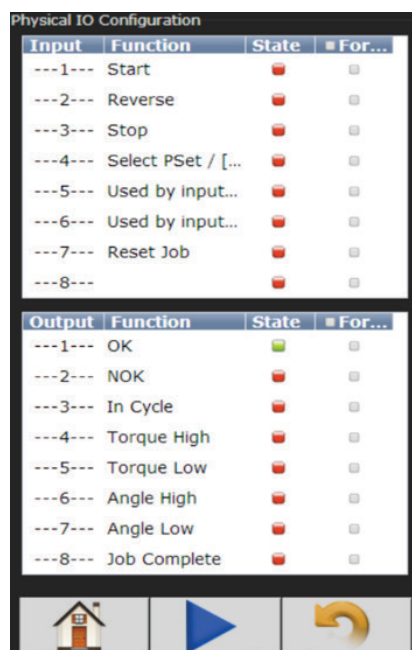 Physical IO Configuration
Input Function State For...
---1--- Start
---2--- Reverse
---3--- Stop
---4--- Select PSet / [...
---5--- Used by input...
---6--- Used by input...
---7--- Reset Job
---8---
Output Function State For...
---1--- OK
---2--- NOK
---3--- In Cycle
---4--- Torque High
---5--- Torque Low
---6--- Angle High
---7--- Angle Low
---8--- Job Complete